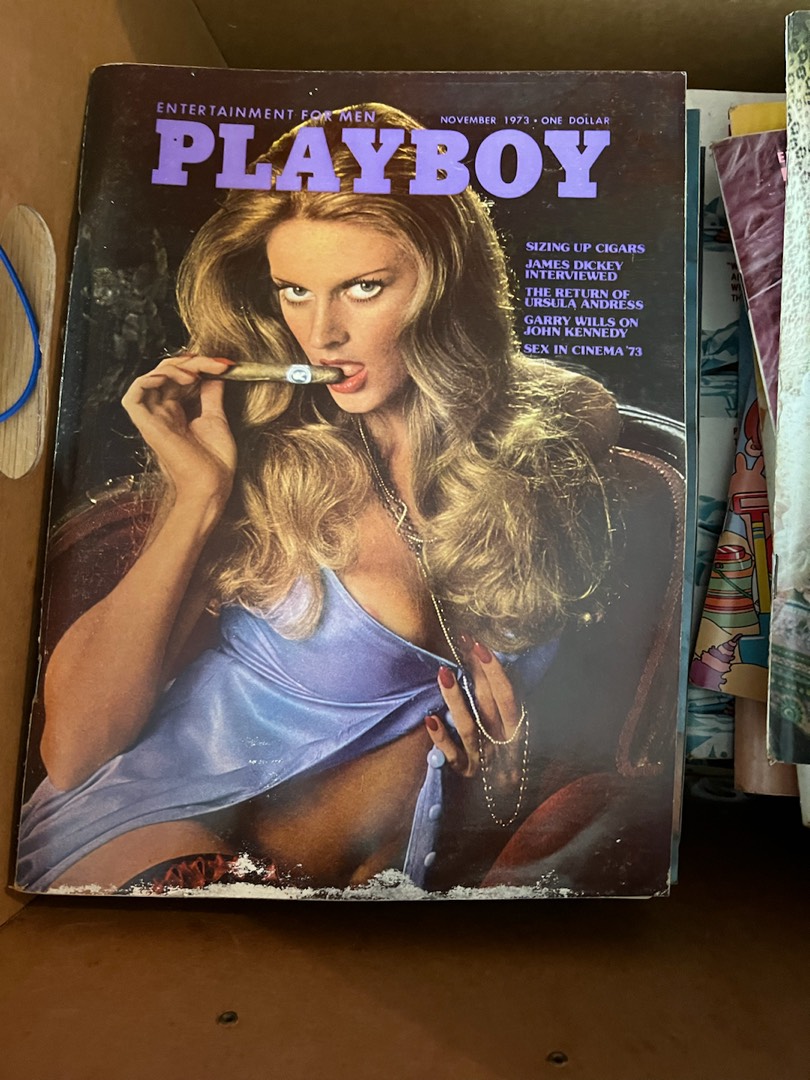 ENTERTAINMENT FOR MEN
NOVEMBER 1973 • ONE DOLLAR
PLAYBOY
SIZING UP CIGARS
JAMES DICKEY
INTERVIEWED
THE RETURN OF
URSULA ANDRESS
GARRY WILLS ON
JOHN KENNEDY
SEX IN CINEMA '73